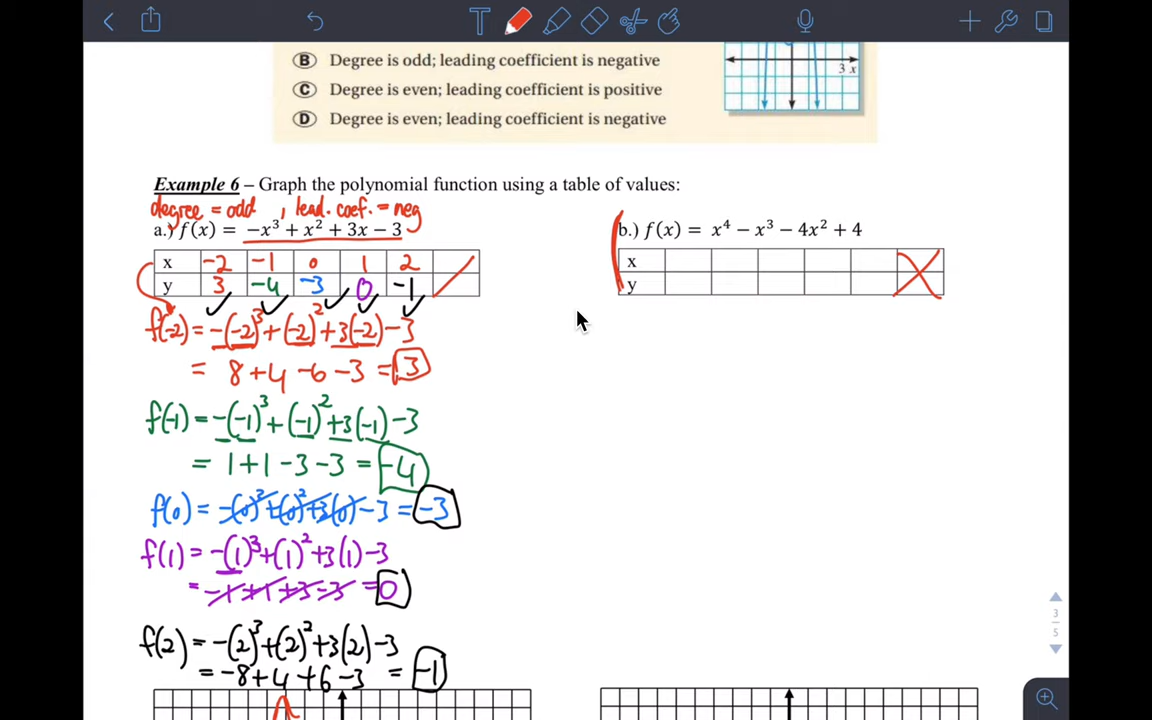 T
B Degree is odd; leading coefficient is negative
C Degree is even; leading coefficient is positive
D Degree is even; leading coefficient is negative
3 x
Example 6 – Graph the polynomial function using a table of values:
degree = odd , lead. coef. = neg
a.) f(x) = −x³ + x² + 3x − 3
x -2 -1 0 1 2
y 3 -4 -3 0 -1
f(-2) = -(-2)³+(-2)²+3(-2)-3
= 8+4-6-3 = 3
f(-1) = -(-1)³+(-1)²+3(-1)-3
= 1+1-3-3 = -4
f(0) = -(0)³+(0)²+3(0)-3 = -3
f(1) = -(1)³+(1)²+3(1)-3
= -1+1+3-3 = 0
f(2) = -(2)³+(2)²+3(2)-3
= -8+4+6-3 = -1
b.) f(x) = x⁴ − x³ − 4x² + 4
x
y
3
5